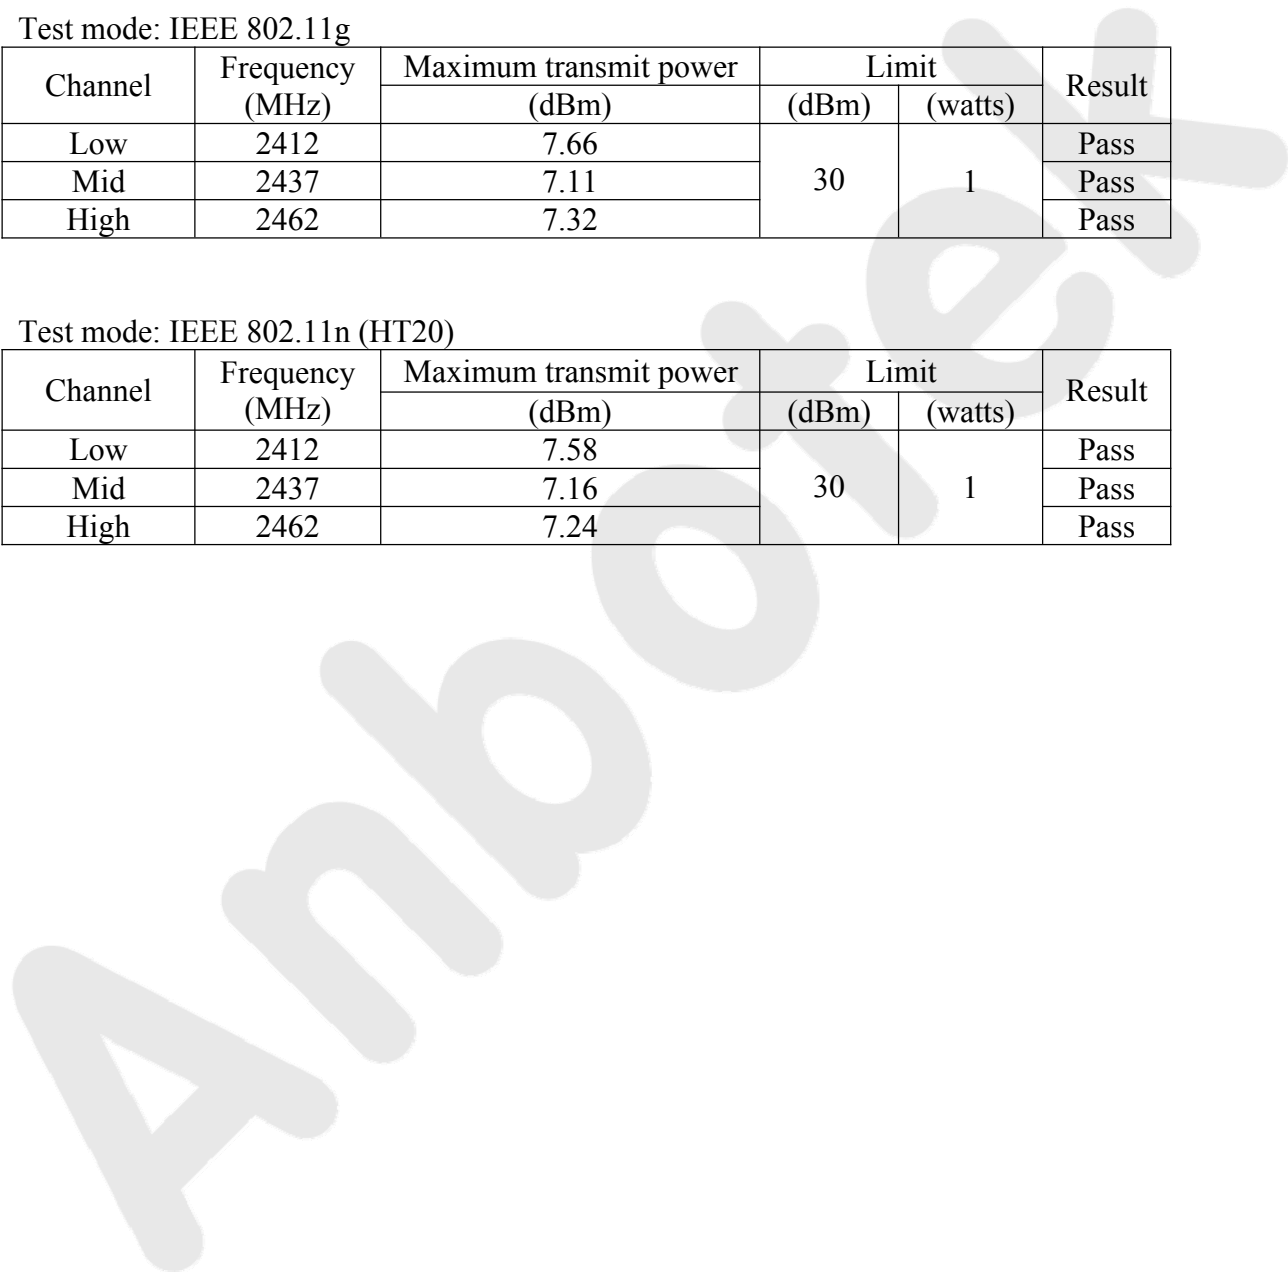 Test mode: IEEE 802.11g
Channel Frequency (MHz) Maximum transmit power Limit Result
(dBm) (dBm) (watts)
Low 2412 7.66 30 1 Pass
Mid 2437 7.11 Pass
High 2462 7.32 Pass
Test mode: IEEE 802.11n (HT20)
Channel Frequency (MHz) Maximum transmit power Limit Result
(dBm) (dBm) (watts)
Low 2412 7.58 30 1 Pass
Mid 2437 7.16 Pass
High 2462 7.24 Pass
Anbotek